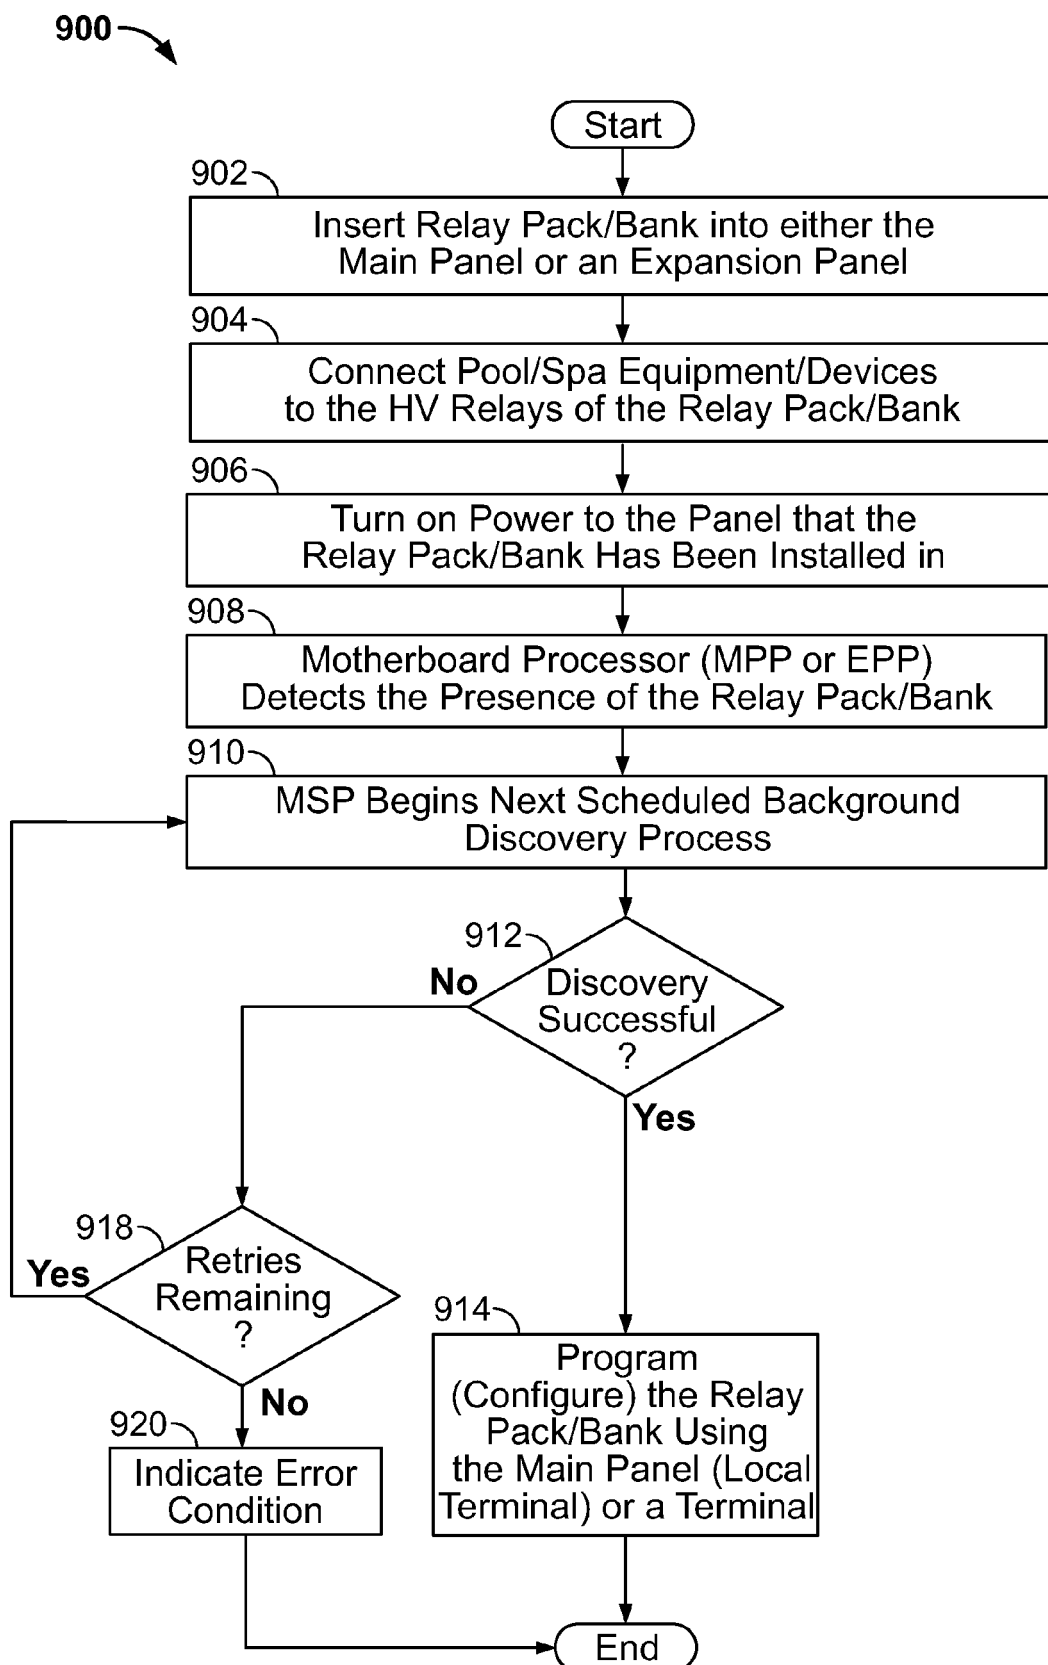 900
Start
902
Insert Relay Pack/Bank into either the
Main Panel or an Expansion Panel
904
Connect Pool/Spa Equipment/Devices
to the HV Relays of the Relay Pack/Bank
906
Turn on Power to the Panel that the
Relay Pack/Bank Has Been Installed in
908
Motherboard Processor (MPP or EPP)
Detects the Presence of the Relay Pack/Bank
910
MSP Begins Next Scheduled Background
Discovery Process
912
No
Discovery
Successful
?
Yes
918
Yes
Retries
Remaining
?
No
920
Indicate Error
Condition
914
Program
(Configure) the Relay
Pack/Bank Using
the Main Panel (Local
Terminal) or a Terminal
End